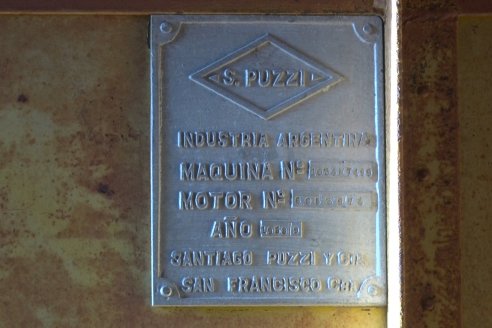 S. PUZZI
INDUSTRIA ARGENTINA
MAQUINA Nº
MOTOR Nº
AÑO
SANTIAGO PUZZI Y CIA
SAN FRANCISCO CBA